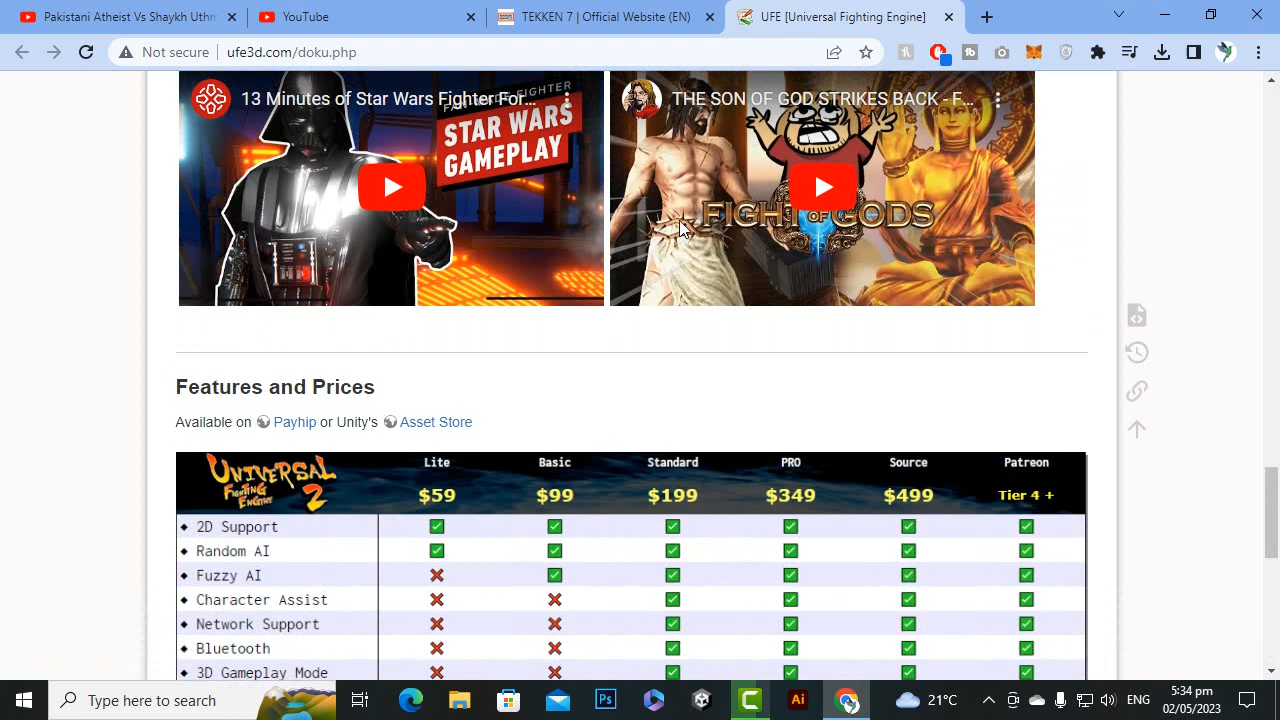 Pakistani Atheist Vs Shaykh Uthm
YouTube
TEKKEN 7 | Official Website (EN)
UFE [Universal Fighting Engine]
Not secure
ufe3d.com/doku.php
13 Minutes of Star Wars Fighter For...
STAR WARS
GAMEPLAY
THE SON OF GOD STRIKES BACK - F...
FIGHT OF GODS
Features and Prices
Available on Payhip or Unity's Asset Store
UNIVERSAL
FIGHTING
ENGINE
2
Lite Basic Standard PRO Source Patreon
$59 $99 $199 $349 $499 Tier 4 +
2D Support
Random AI
Fuzzy AI
Character Assist
Network Support
Bluetooth
3D Gameplay Mode
Type here to search
Ps
Ai
21°C
ENG
5:34 pm
02/05/2023